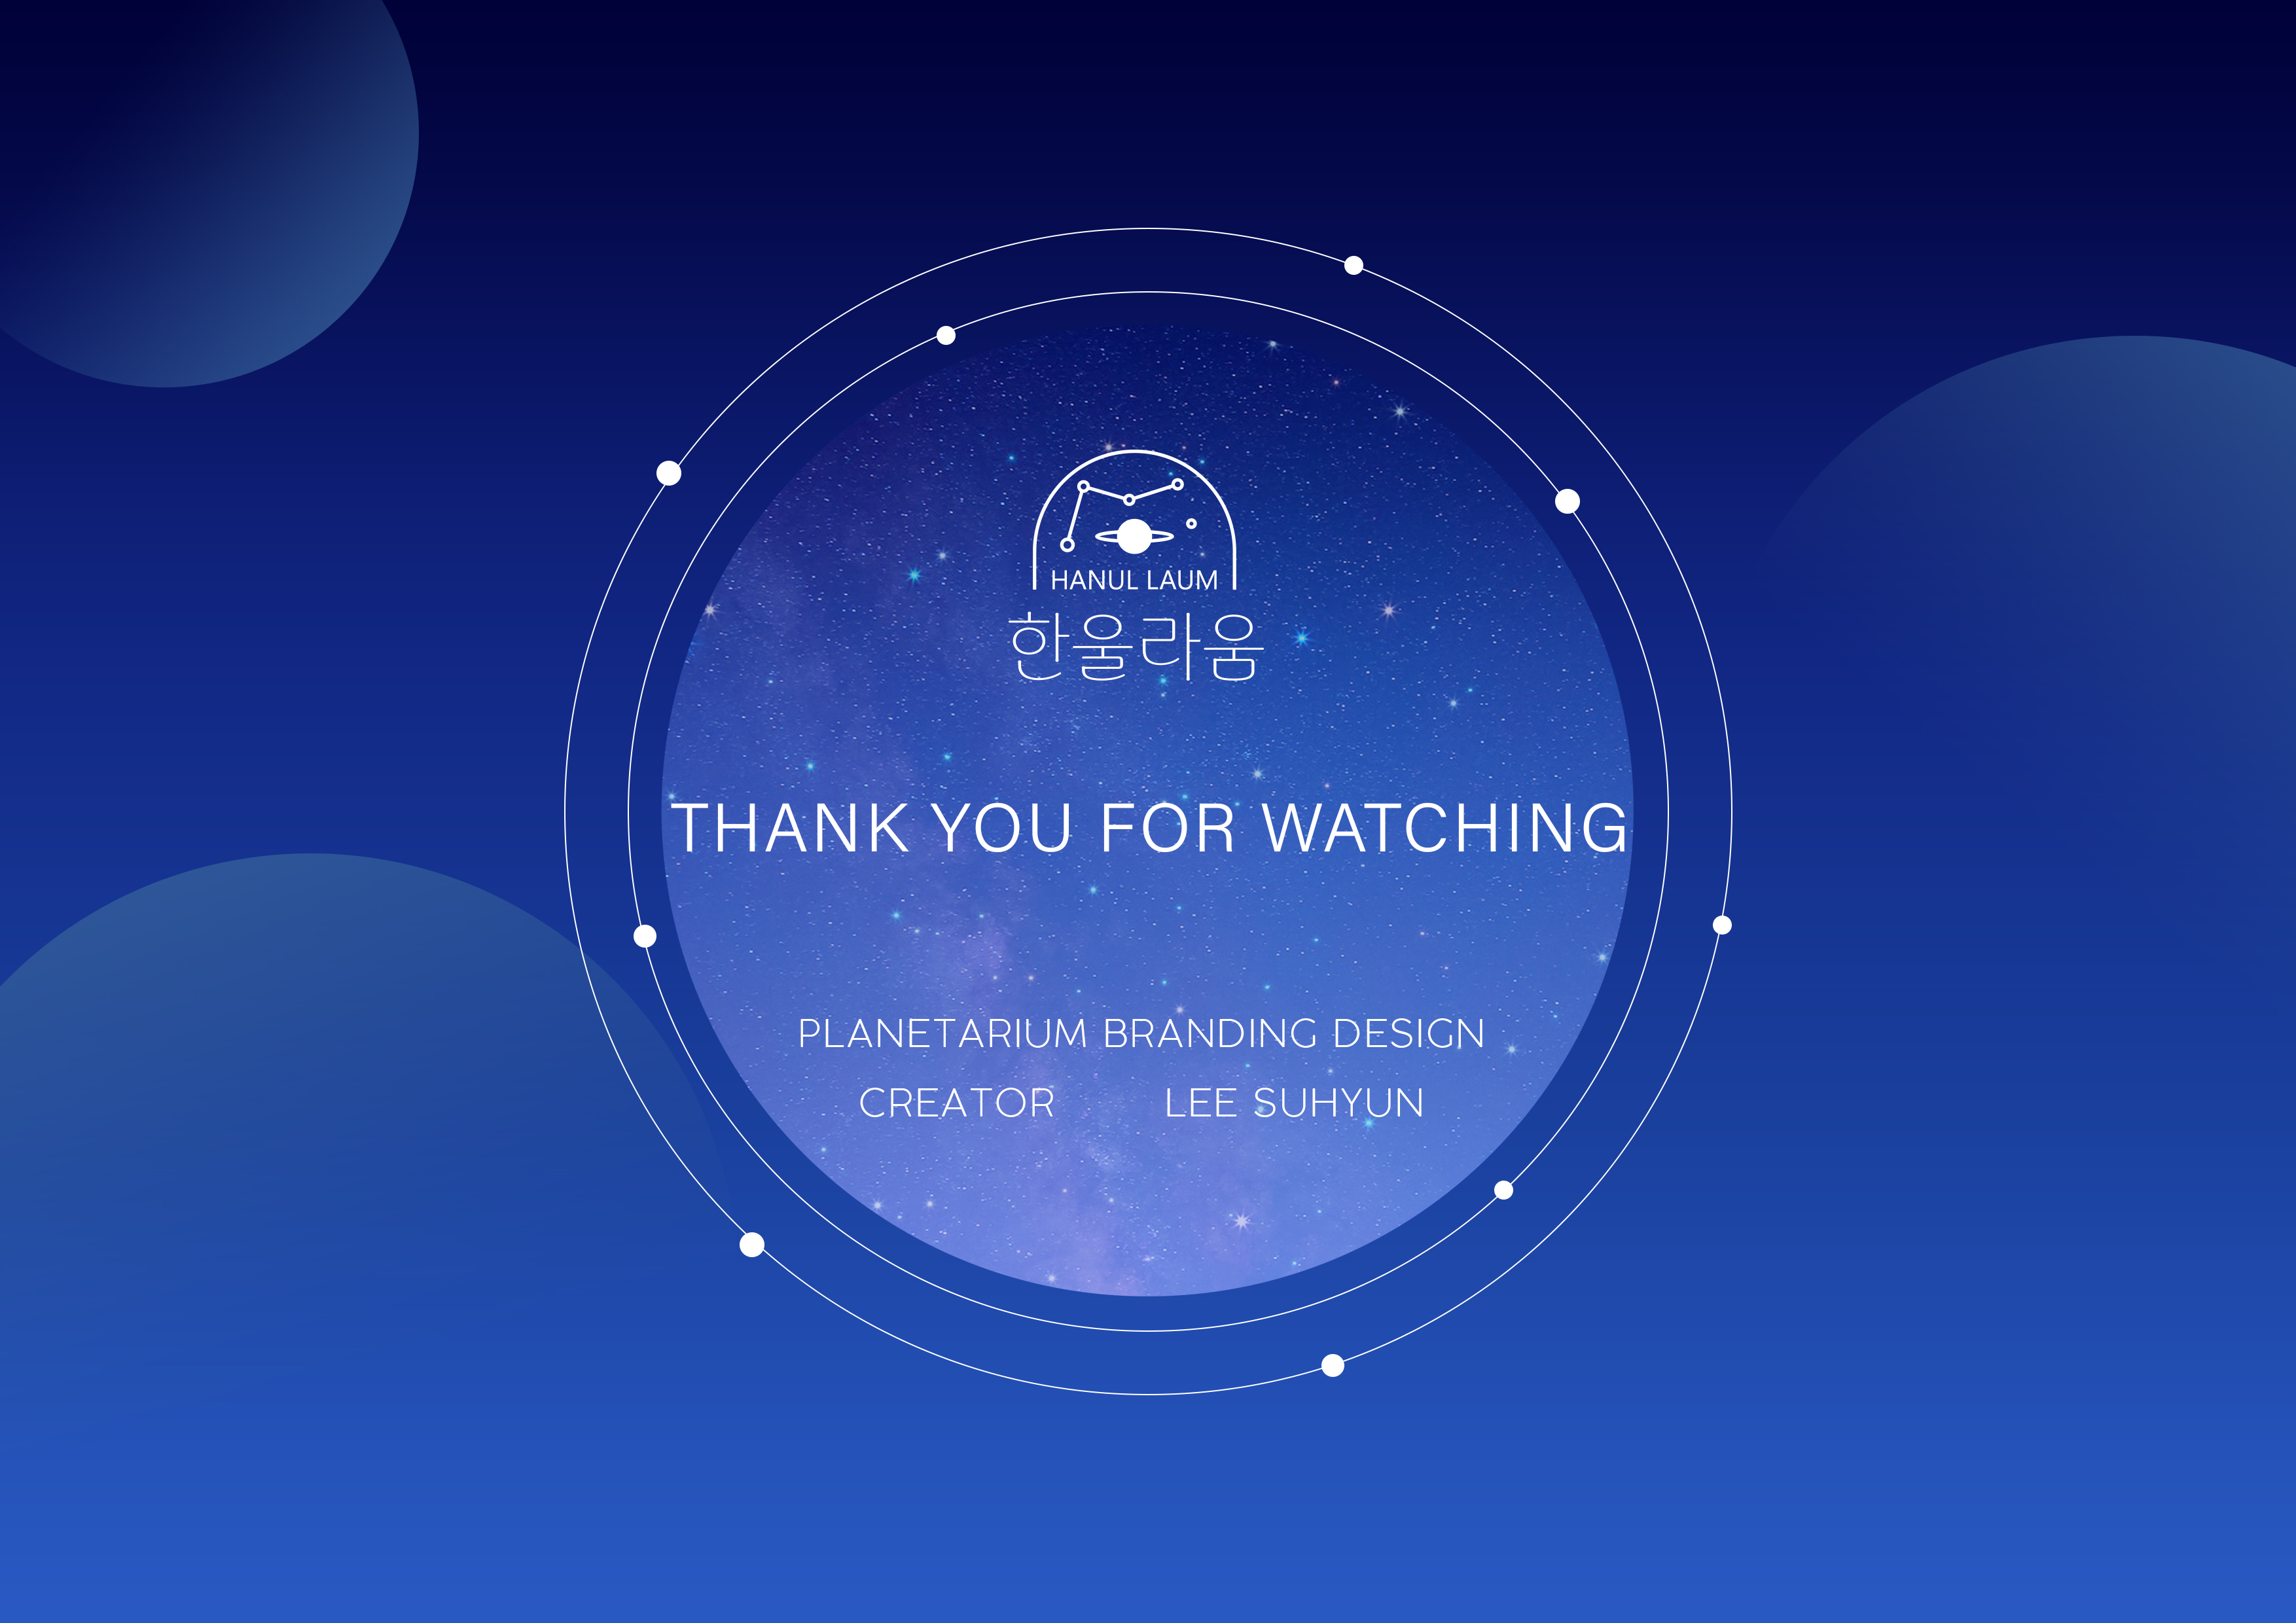 HANUL LAUM
한울라움
THANK YOU FOR WATCHING
PLANETARIUM BRANDING DESIGN
CREATOR LEE SUHYUN